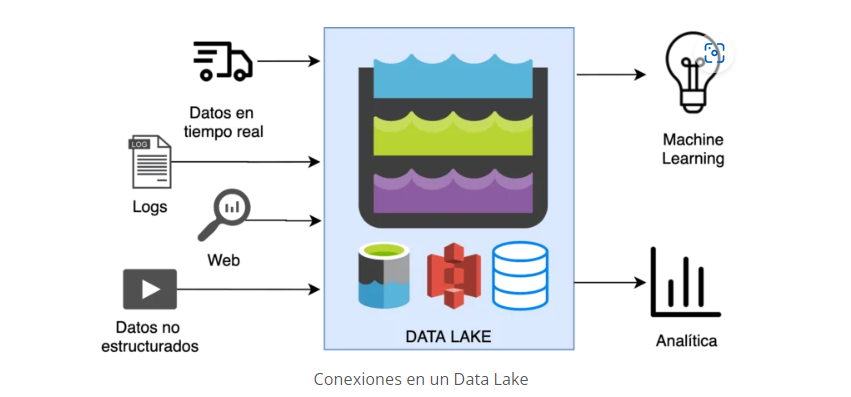 Datos en
tiempo real
LOG
Logs
Web
Datos no
estructurados
DATA LAKE
Machine
Learning
Analítica
Conexiones en un Data Lake